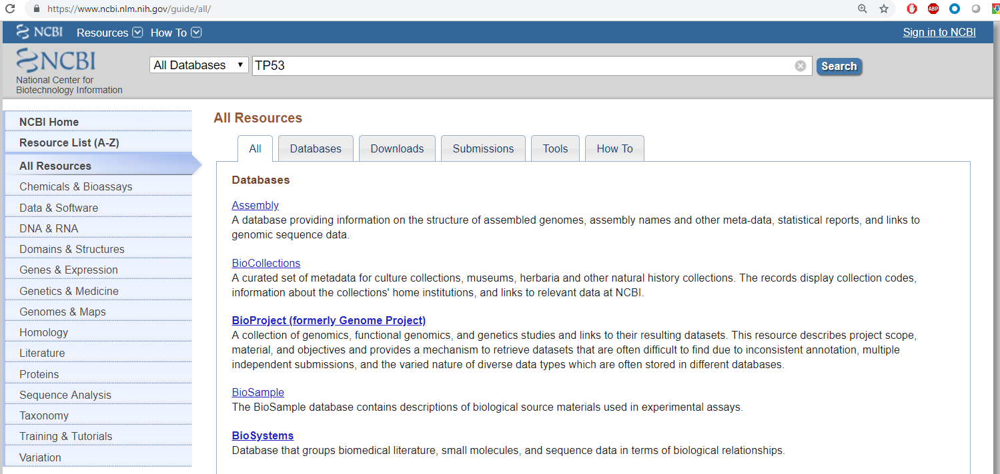 https://www.ncbi.nlm.nih.gov/guide/all/
ABP
NCBI Resources How To Sign in to NCBI
NCBI
National Center for
Biotechnology Information
All Databases TP53 Search
NCBI Home
Resource List (A-Z)
All Resources
Chemicals & Bioassays
Data & Software
DNA & RNA
Domains & Structures
Genes & Expression
Genetics & Medicine
Genomes & Maps
Homology
Literature
Proteins
Sequence Analysis
Taxonomy
Training & Tutorials
Variation
All Resources
All Databases Downloads Submissions Tools How To
Databases
Assembly
A database providing information on the structure of assembled genomes, assembly names and other meta-data, statistical reports, and links to
genomic sequence data.
BioCollections
A curated set of metadata for culture collections, museums, herbaria and other natural history collections. The records display collection codes,
information about the collections' home institutions, and links to relevant data at NCBI.
BioProject (formerly Genome Project)
A collection of genomics, functional genomics, and genetics studies and links to their resulting datasets. This resource describes project scope,
material, and objectives and provides a mechanism to retrieve datasets that are often difficult to find due to inconsistent annotation, multiple
independent submissions, and the varied nature of diverse data types which are often stored in different databases.
BioSample
The BioSample database contains descriptions of biological source materials used in experimental assays.
BioSystems
Database that groups biomedical literature, small molecules, and sequence data in terms of biological relationships.